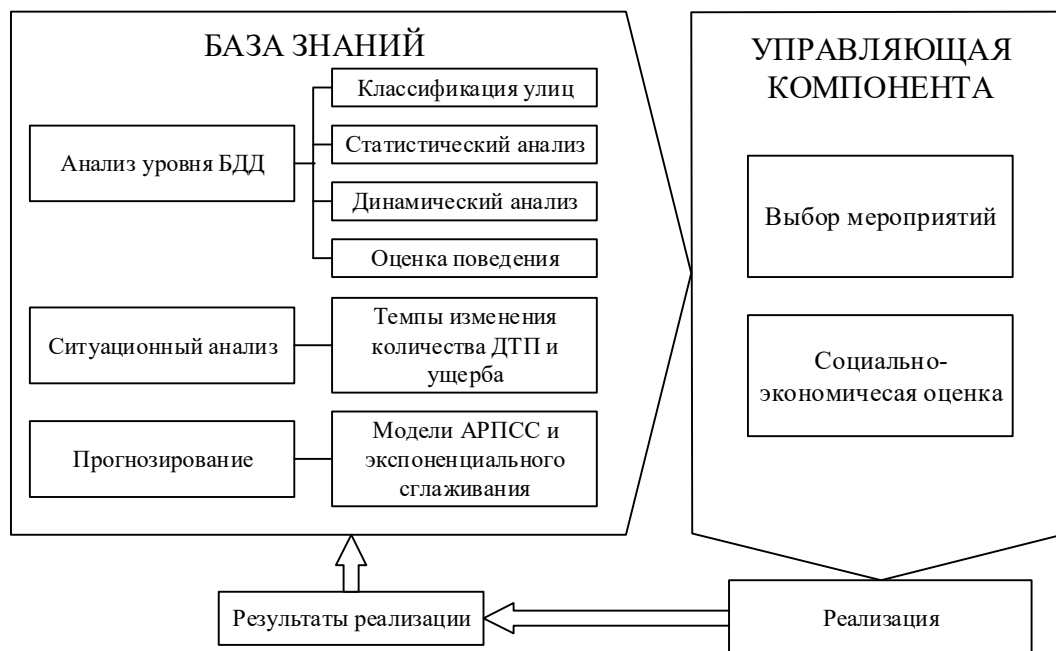 БАЗА ЗНАНИЙ
Анализ уровня БДД
Классификация улиц
Статистический анализ
Динамический анализ
Оценка поведения
Ситуационный анализ
Темпы изменения
количества ДТП и
ущерба
Прогнозирование
Модели АРПСС и
экспоненциального
сглаживания
УПРАВЛЯЮЩАЯ
КОМПОНЕНТА
Выбор мероприятий
Социально-
экономичесая оценка
Реализация
Результаты реализации